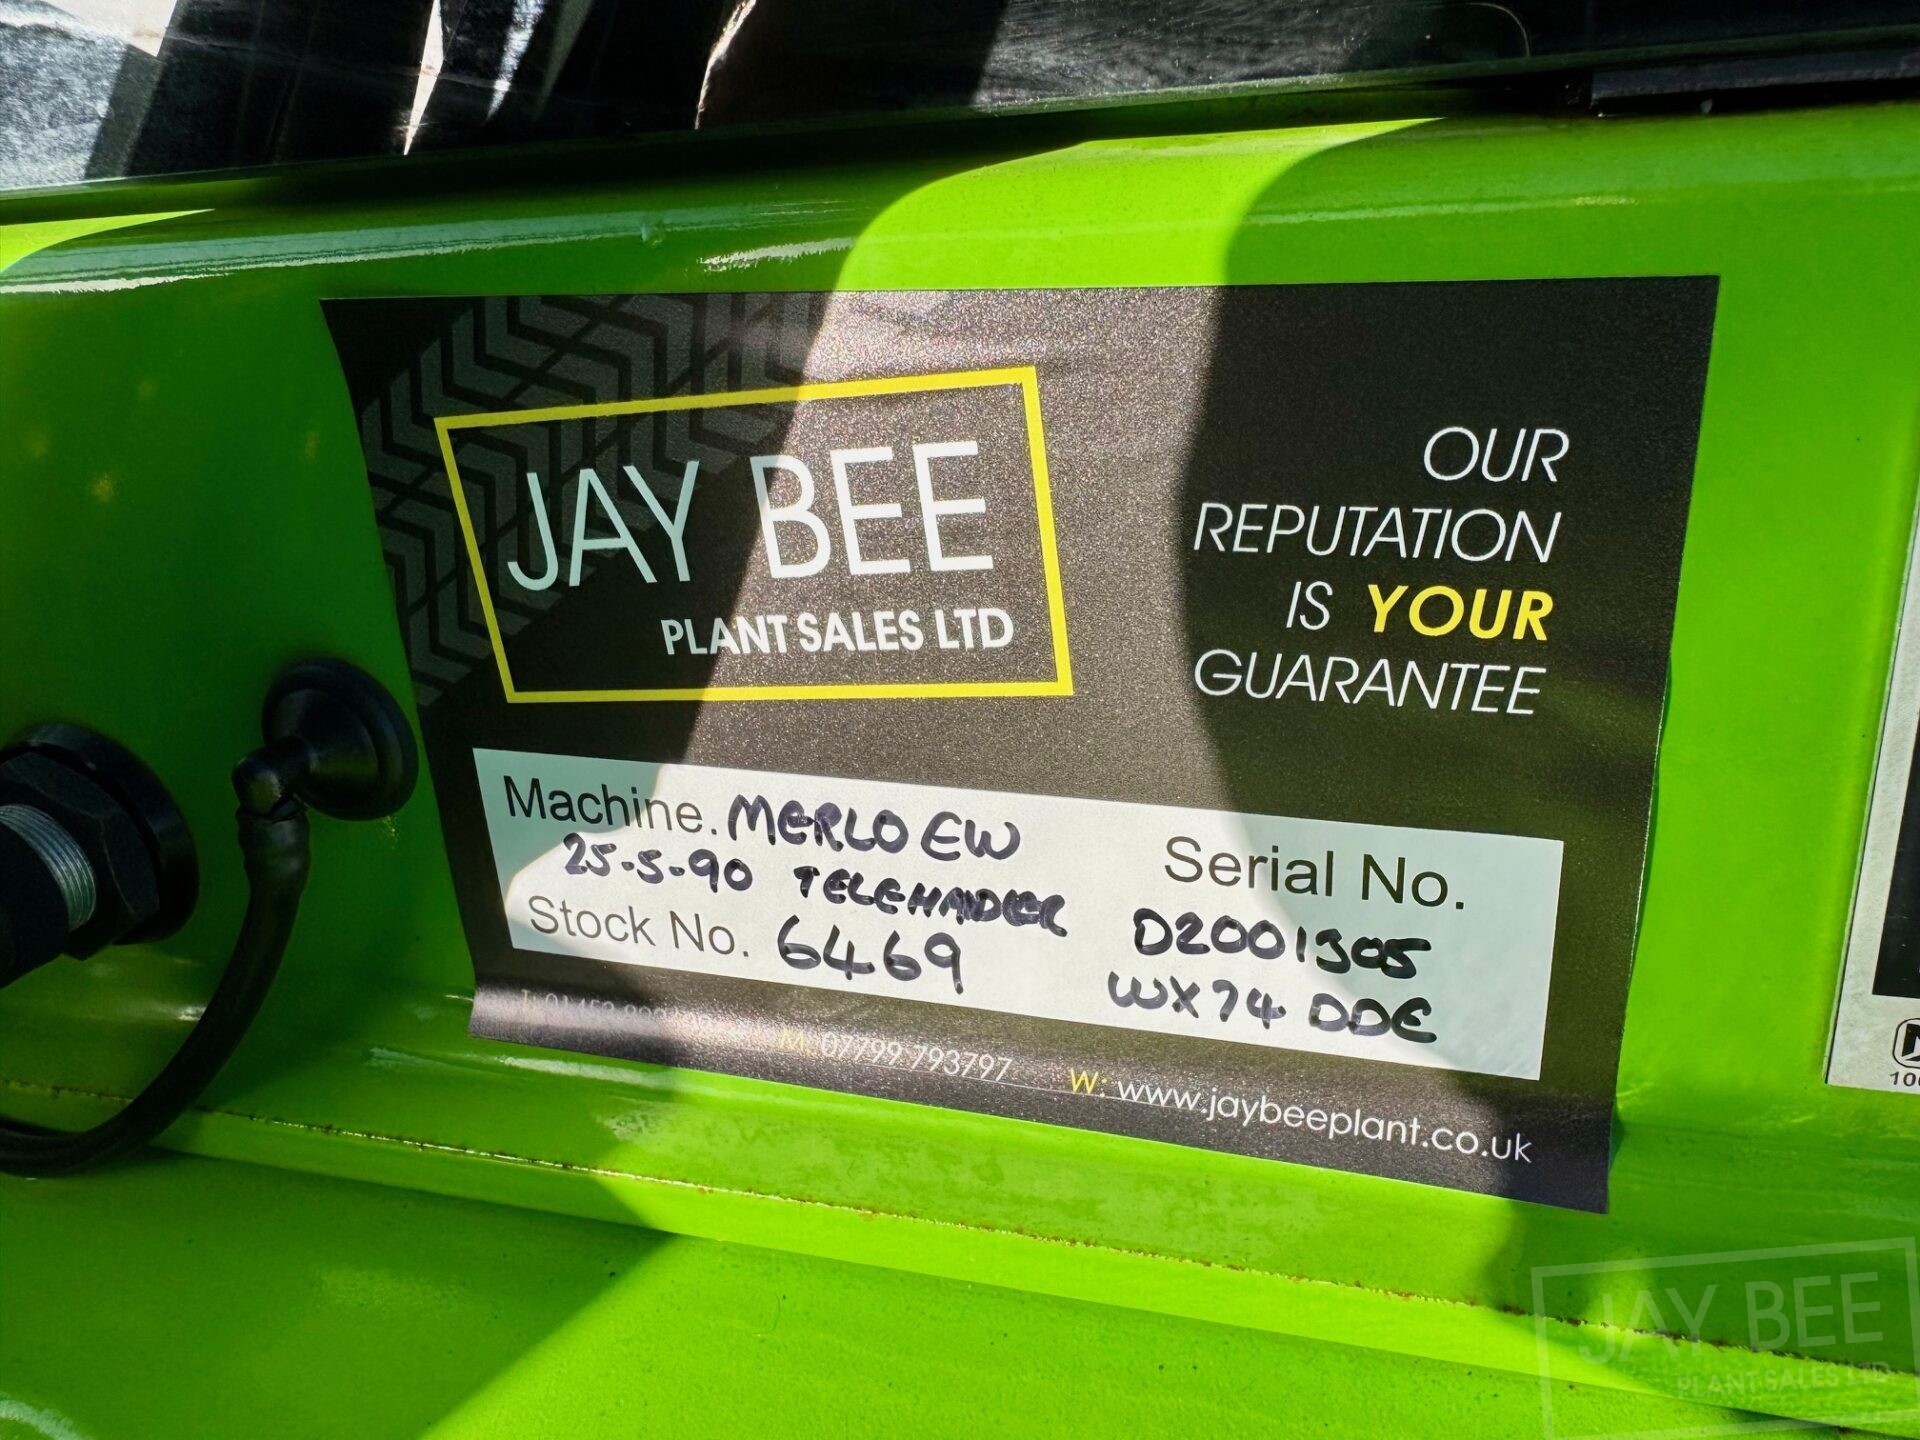 JAY BEE
PLANT SALES LTD
OUR
REPUTATION
IS YOUR
GUARANTEE
Machine. MERLO EW
25-5-90 TELEHANDLER
Stock No. 6469
Serial No.
D2001305
WX74 DDE
M: 07799 793797 W: www.jaybeeplant.co.uk
JAY BEE
PLANT SALES LTD